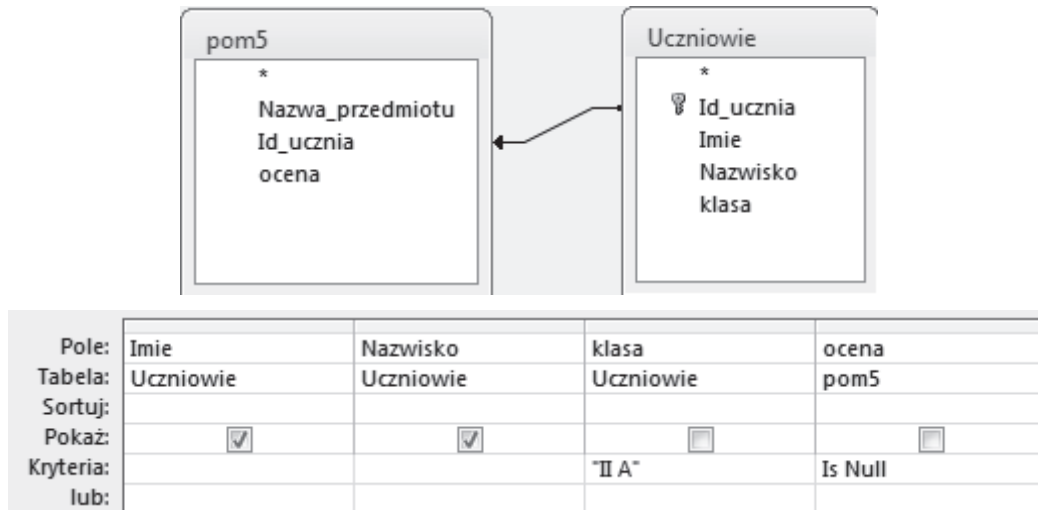 pom5
*
Nazwa_przedmiotu
Id_ucznia
ocena
Uczniowie
*
Id_ucznia
Imie
Nazwisko
klasa
Pole: Imie Nazwisko klasa ocena
Tabela: Uczniowie Uczniowie Uczniowie pom5
Sortuj:
Pokaż:
Kryteria: "II A" Is Null
lub: